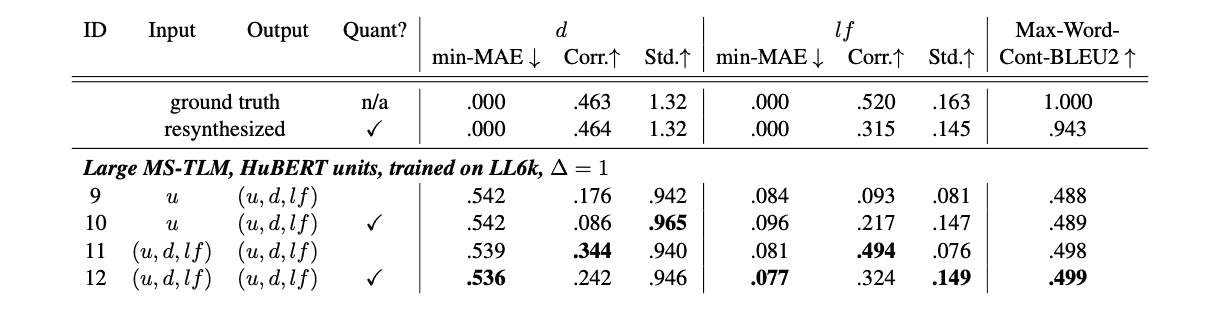 ID Input Output Quant? d lf Max-Word-
min-MAE ↓ Corr.↑ Std.↑ min-MAE ↓ Corr.↑ Std.↑ Cont-BLEU2 ↑
ground truth n/a .000 .463 1.32 .000 .520 .163 1.000
resynthesized ✓ .000 .464 1.32 .000 .315 .145 .943
Large MS-TLM, HuBERT units, trained on LL6k, Δ = 1
9 u (u, d, lf) .542 .176 .942 .084 .093 .081 .488
10 u (u, d, lf) ✓ .542 .086 .965 .096 .217 .147 .489
11 (u, d, lf) (u, d, lf) .539 .344 .940 .081 .494 .076 .498
12 (u, d, lf) (u, d, lf) ✓ .536 .242 .946 .077 .324 .149 .499